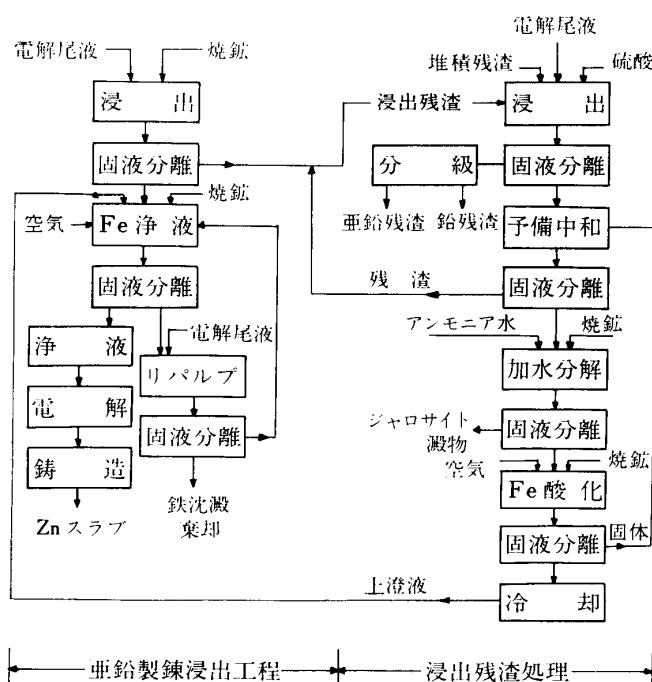 電解尾液
焼鉱
浸出
固液分離
焼鉱
空気
Fe浄液
固液分離
浄液
電解尾液
リパルプ
電解
固液分離
鋳造
Znスラブ
鉄沈澱
棄却
電解尾液
堆積残渣
硫酸
浸出残渣
浸出
分級
固液分離
亜鉛残渣
鉛残渣
予備中和
残渣
固液分離
アンモニア水
焼鉱
加水分解
ジャロサイト
澱物
固液分離
空気
焼鉱
Fe酸化
固液分離
固体
上澄液
冷却
亜鉛製錬浸出工程
浸出残渣処理